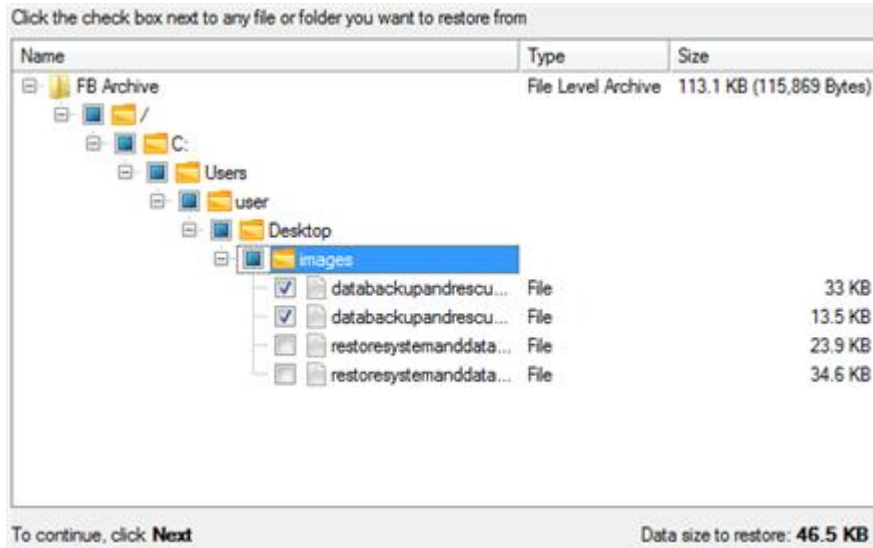 Click the check box next to any file or folder you want to restore from
Name Type Size
FB Archive File Level Archive 113.1 KB (115,869 Bytes)
/
C:
Users
user
Desktop
images
databackupandrescu... File 33 KB
databackupandrescu... File 13.5 KB
restoresystemanddata... File 23.9 KB
restoresystemanddata... File 34.6 KB
To continue, click Next Data size to restore: 46.5 KB